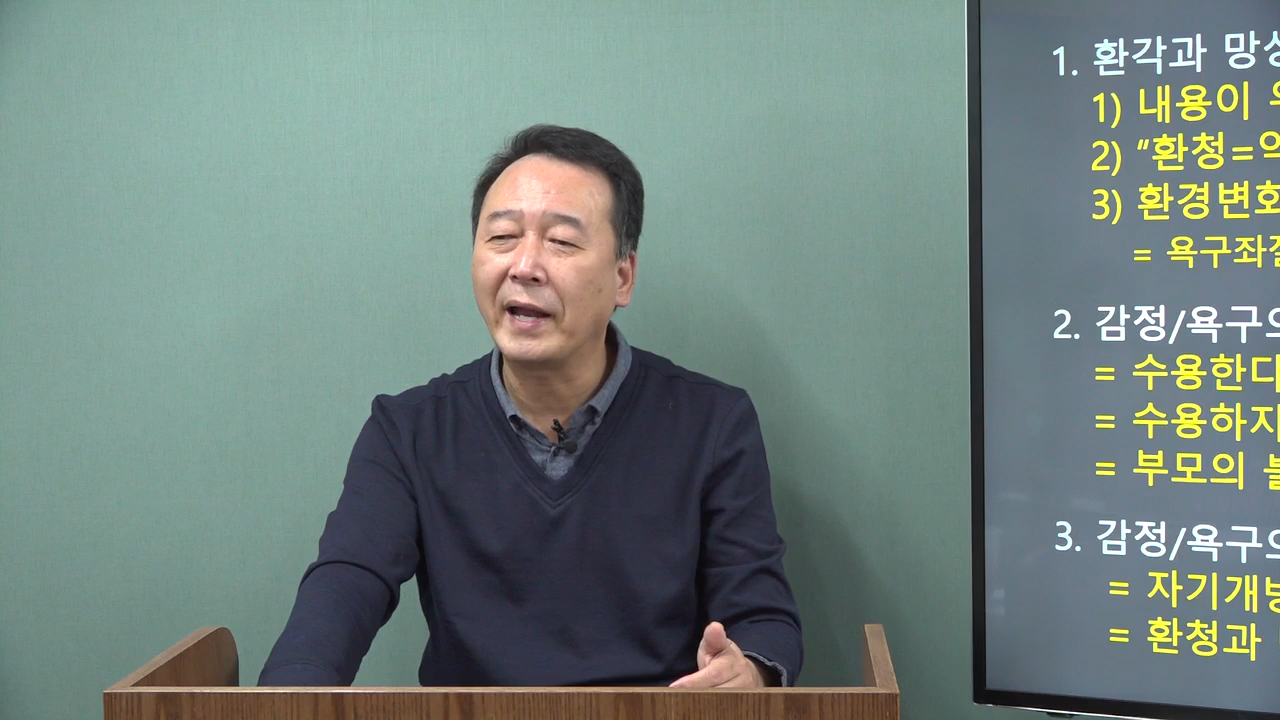 1. 환각과 망상
1) 내용이
2) "환청=
3) 환경변화
= 욕구좌절
2. 감정/욕구의
= 수용한다
= 수용하지
= 부모의
3. 감정/욕구의
= 자기개방
= 환청과